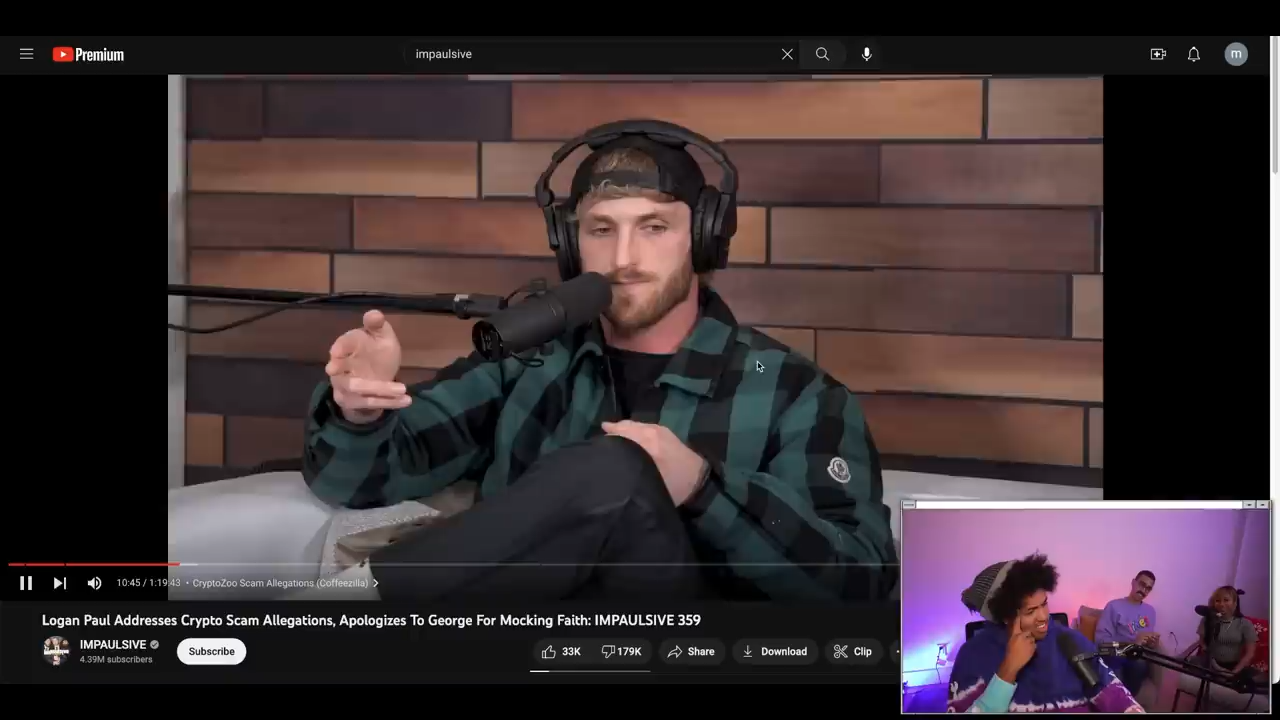 Premium
impaulsive
m
10:45 / 1:19:43 • CryptoZoo Scam Allegations (Coffeezilla)
Logan Paul Addresses Crypto Scam Allegations, Apologizes To George For Mocking Faith: IMPAULSIVE 359
IMPAULSIVE
4.39M subscribers
Subscribe
33K
179K
Share
Download
Clip